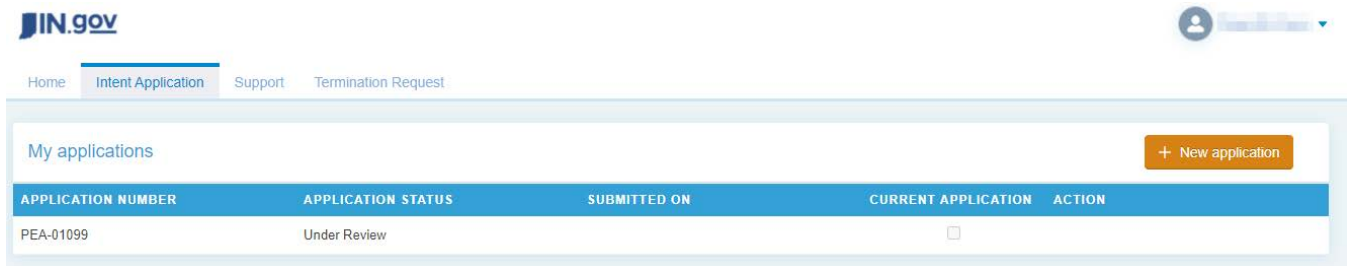 IN.gov
Home Intent Application Support Termination Request
My applications + New application
APPLICATION NUMBER APPLICATION STATUS SUBMITTED ON CURRENT APPLICATION ACTION
PEA-01099 Under Review